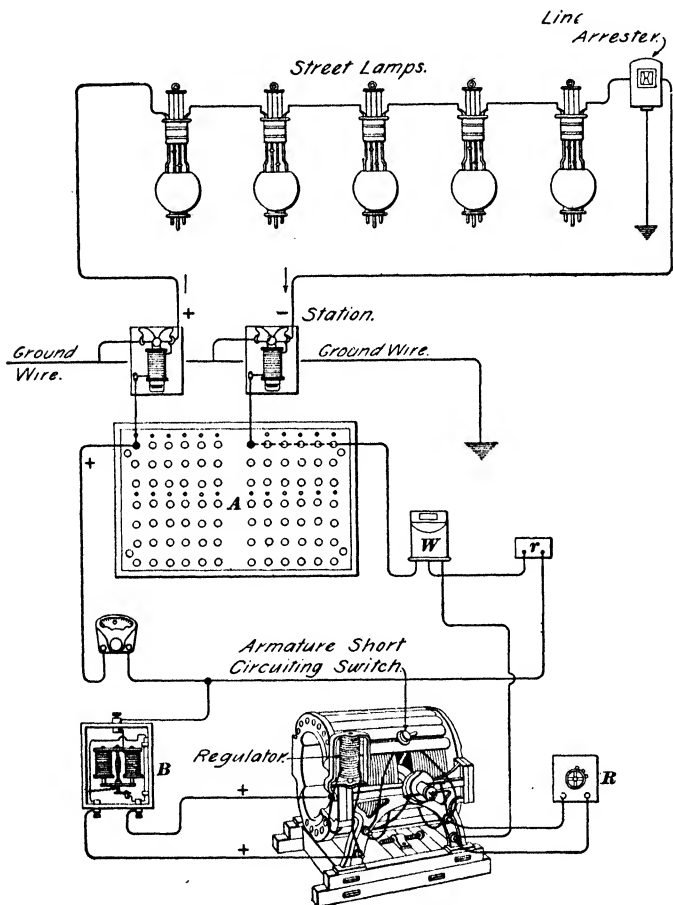 Line
Arrester.
Street Lamps.
+
-
Station.
Ground
Wire.
Ground Wire.
+
A
W
r
Armature Short
Circuiting Switch.
Regulator.
B
+
R
+